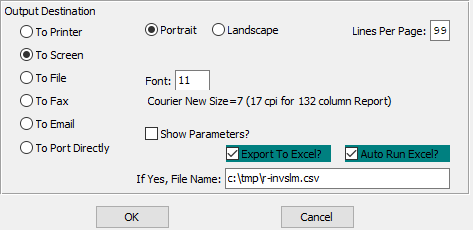 Output Destination
To Printer
Portrait
Landscape
Lines Per Page: 99
To Screen
To File
Font: 11
To Fax
Courier New Size=7 (17 cpi for 132 column Report)
To Email
Show Parameters?
To Port Directly
Export To Excel?
Auto Run Excel?
If Yes, File Name: c:\tmp\r-invslm.csv
OK
Cancel